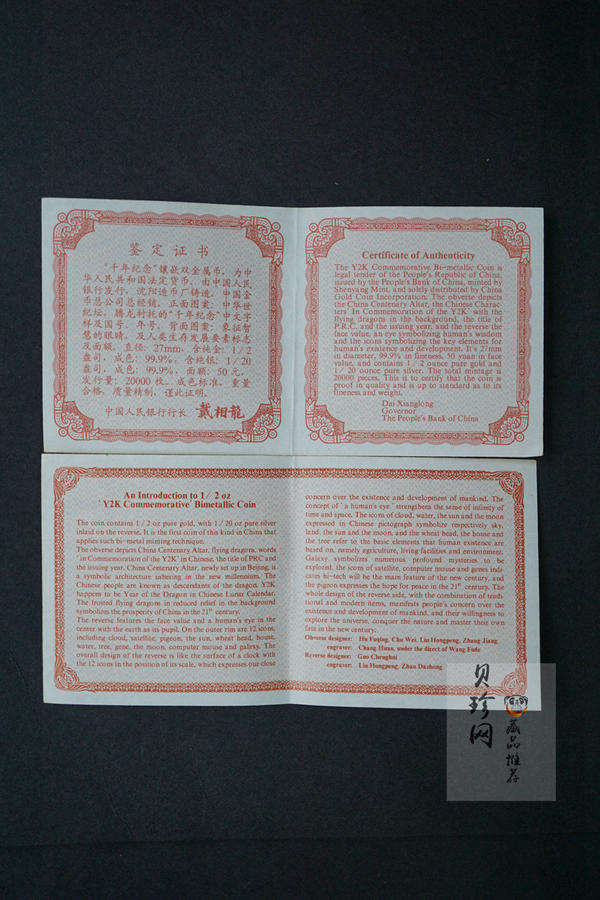 鉴定证书
“千年纪念”镶嵌双金属币，为中
华人民共和国法定货币，由中国人民
银行发行，沈阳造币厂铸造，中国金
币总公司总经销。正面图案：中华世
纪坛，腾龙衬托的“千年纪念”中文字
样及国号、年号。背面图案：象征智
慧的眼睛，及人类生存发展要素标志
及面额。直径：27mm，含纯金：1/2
盎司，成色：99.9%，含纯银：1/20
盎司，成色：99.9%，面额：50元，
发行量：20000枚。成色标准，重量
合格，质量精制，谨此证明。
中国人民银行行长 戴相龍
Certificate of Authenticity
The Y2K Commemorative Bi-metallic Coin is
legal tender of the People's Republic of China,
issued by the People's Bank of China, minted by
Shenyang Mint, and solely distributed by China
Gold Coin Incorporation. The obverse depicts
the China Centenary Altar, the Chinese Charac-
ters 'In Commemoration of the Y2K' with the
flying dragons in the background, the title of
P.R.C. and the issuing year, and the reverse the
face value, an eye symbolizing human's wisdom
and the icons symbolizing the key elements for
human's existence and development. It's 27mm
in diameter, 99.9% in fineness, 50 yuan in face
value, and contains 1/2 ounce pure gold and
1/20 ounce pure silver. The total mintage is
20000 pieces. This is to certify that the coin is
proof in quality and is up to standard as to its
fineness and weight.
Dai Xianglong
Governor
The People's Bank of China
An Introduction to 1/2 oz
'Y2K Commemorative' Bimetallic Coin
The coin contains 1/2 oz pure gold, with 1/20 oz pure silver
inlaid on the reverse. It is the first coin of this kind in China that
applies such bi-metal miming technique.
The obverse depicts China Centenary Altar, flying dragons, words
'in Commemoration of the Y2K' in Chinese, the title of PRC and
the issuing year. China Centenary Altar, newly set up in Beijing, is
a symbolic architecture ushering in the new millennium. The
Chinese people are known as descendants of the dragon. Y2K
happens to be Year of the Dragon in Chinese Lunar Calendar.
The frosted flying dragons in reduced relief in the background
symbolizes the prosperity of China in the 21st century.
The reverse features the face value and a human's eye in the
center with the earth as its pupil. On the outer rim are 12 icons,
including cloud, satellite, pigeon, the sun, wheat head, house,
water, tree, gene, the moon, computer mouse and galaxy. The
overall design of the reverse is like the surface of a clock with
the 12 icons in the position of its scale, which expresses our close
concern over the existence and development of mankind. The
concept of 'a human's eye' strengthens the sense of infinity of
time and space. The icons of cloud, water, the sun and the moon
expressed in Chinese pictograph symbolize respectively sky,
land, the sun and the moon, and the wheat head, the house and
the tree refer to the basic elements that human existence are
based on, namely agriculture, living facilities and environment.
Galaxy symbolizes numerous profound mysteries to be
explored, the icons of satellite, computer mouse and genes indi-
cates hi-tech will be the main feature of the new century, and
the pigeon expresses the hope for peace in the 21st century. The
whole design of the reverse side, with the combination of tradi-
tional and modern items, manifests people's concern over the
existence and development of mankind, and their willingness to
explore the universe, conquer the nature and master their own
fate in the new century.
Obverse designer: Hu Fuqing, Chu Wei, Liu Hongpeng, Zhang Jiang
engraver: Chang Huan, under the direct of Wang Fude
Reverse designer: Gao Chenghai
engraver: Liu Hongpeng, Zhan Dazhong
贝珍网
藏品推荐